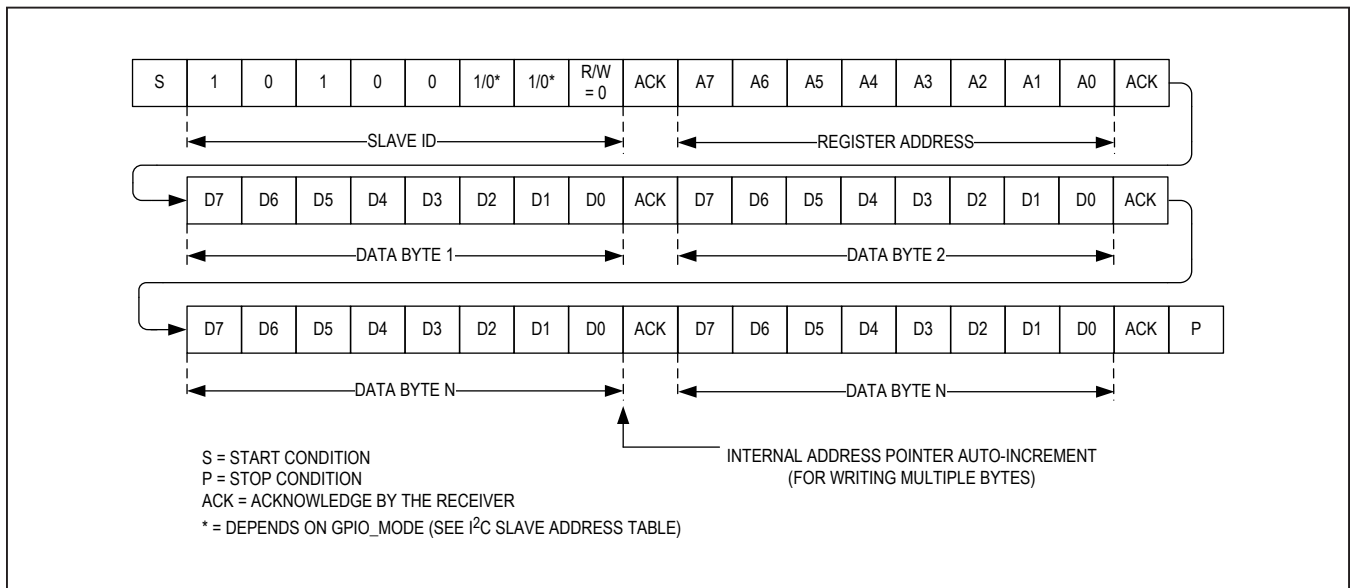 S 1 0 1 0 0 1/0* 1/0* R/W = 0 ACK A7 A6 A5 A4 A3 A2 A1 A0 ACK
SLAVE ID REGISTER ADDRESS
D7 D6 D5 D4 D3 D2 D1 D0 ACK D7 D6 D5 D4 D3 D2 D1 D0 ACK
DATA BYTE 1 DATA BYTE 2
D7 D6 D5 D4 D3 D2 D1 D0 ACK D7 D6 D5 D4 D3 D2 D1 D0 ACK P
DATA BYTE N DATA BYTE N
S = START CONDITION
P = STOP CONDITION
ACK = ACKNOWLEDGE BY THE RECEIVER
* = DEPENDS ON GPIO_MODE (SEE I²C SLAVE ADDRESS TABLE)
INTERNAL ADDRESS POINTER AUTO-INCREMENT
(FOR WRITING MULTIPLE BYTES)